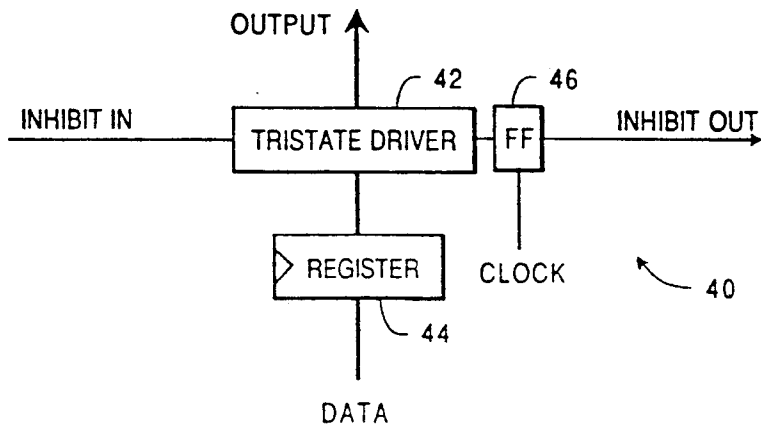 OUTPUT
42
46
INHIBIT IN
TRISTATE DRIVER
FF
INHIBIT OUT
REGISTER
CLOCK
40
44
DATA